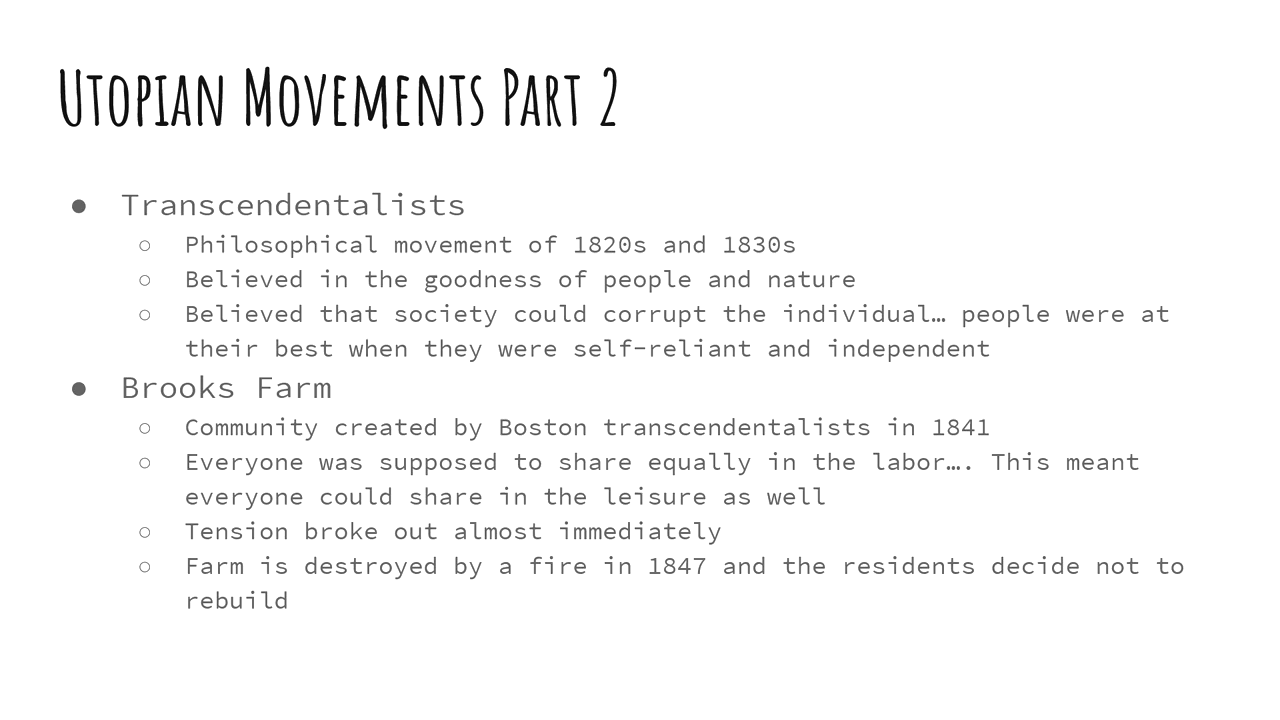 Utopian Movements Part 2
● Transcendentalists
○ Philosophical movement of 1820s and 1830s
○ Believed in the goodness of people and nature
○ Believed that society could corrupt the individual… people were at
their best when they were self-reliant and independent
● Brooks Farm
○ Community created by Boston transcendentalists in 1841
○ Everyone was supposed to share equally in the labor…. This meant
everyone could share in the leisure as well
○ Tension broke out almost immediately
○ Farm is destroyed by a fire in 1847 and the residents decide not to
rebuild